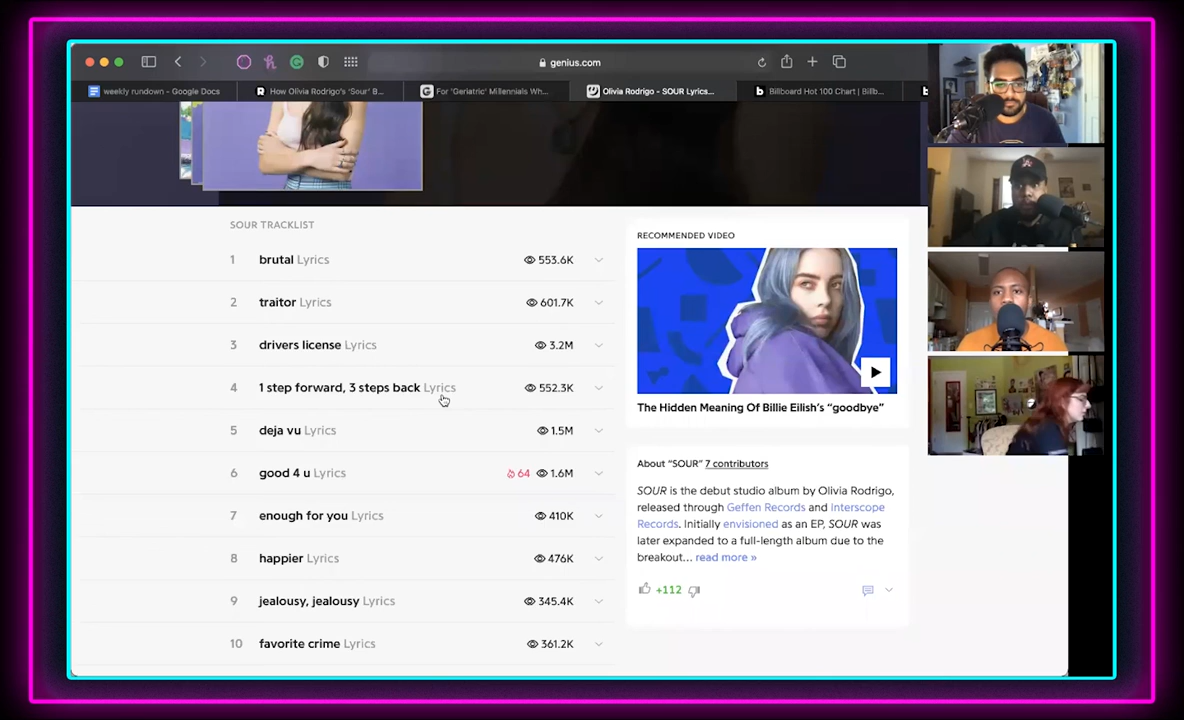 genius.com
weekly rundown - Google Docs
How Olivia Rodrigo's 'Sour' B...
For 'Geriatric' Millennials Wh...
Olivia Rodrigo - SOUR Lyrics...
Billboard Hot 100 Chart | Billb...
SOUR TRACKLIST
1 brutal Lyrics 553.6K
2 traitor Lyrics 601.7K
3 drivers license Lyrics 3.2M
4 1 step forward, 3 steps back Lyrics 552.3K
5 deja vu Lyrics 1.5M
6 good 4 u Lyrics 64 1.6M
7 enough for you Lyrics 410K
8 happier Lyrics 476K
9 jealousy, jealousy Lyrics 345.4K
10 favorite crime Lyrics 361.2K
RECOMMENDED VIDEO
The Hidden Meaning Of Billie Eilish's “goodbye”
About “SOUR” 7 contributors
SOUR is the debut studio album by Olivia Rodrigo,
released through Geffen Records and Interscope
Records. Initially envisioned as an EP, SOUR was
later expanded to a full-length album due to the
breakout... read more »
+112